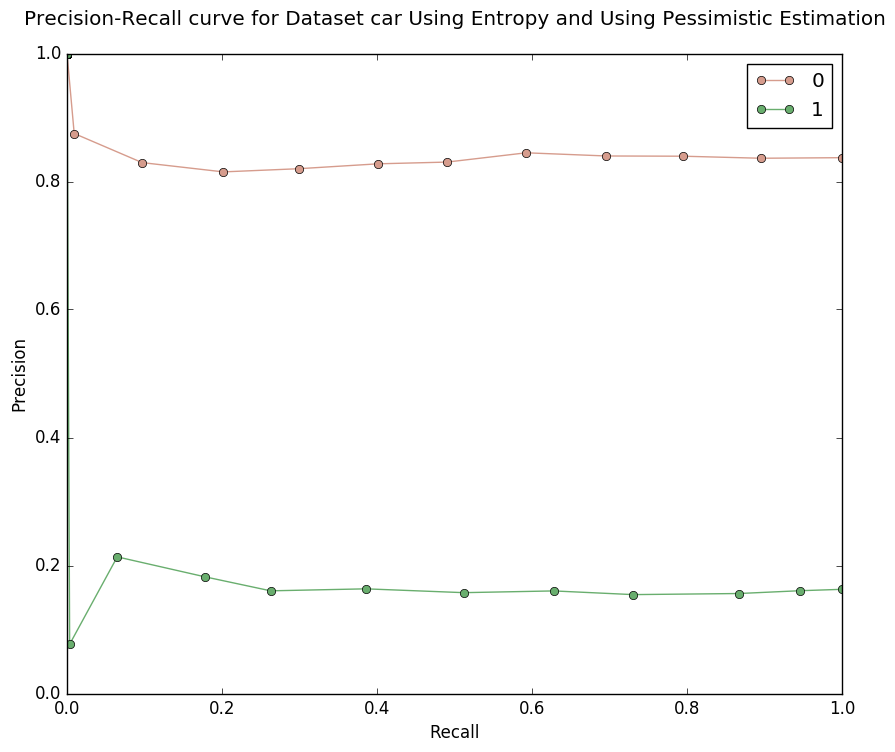 Precision-Recall curve for Dataset car Using Entropy and Using Pessimistic Estimation
1.0
0.8
0.6
0.4
0.2
0.0
Precision
0
1
0.0 0.2 0.4 0.6 0.8 1.0
Recall